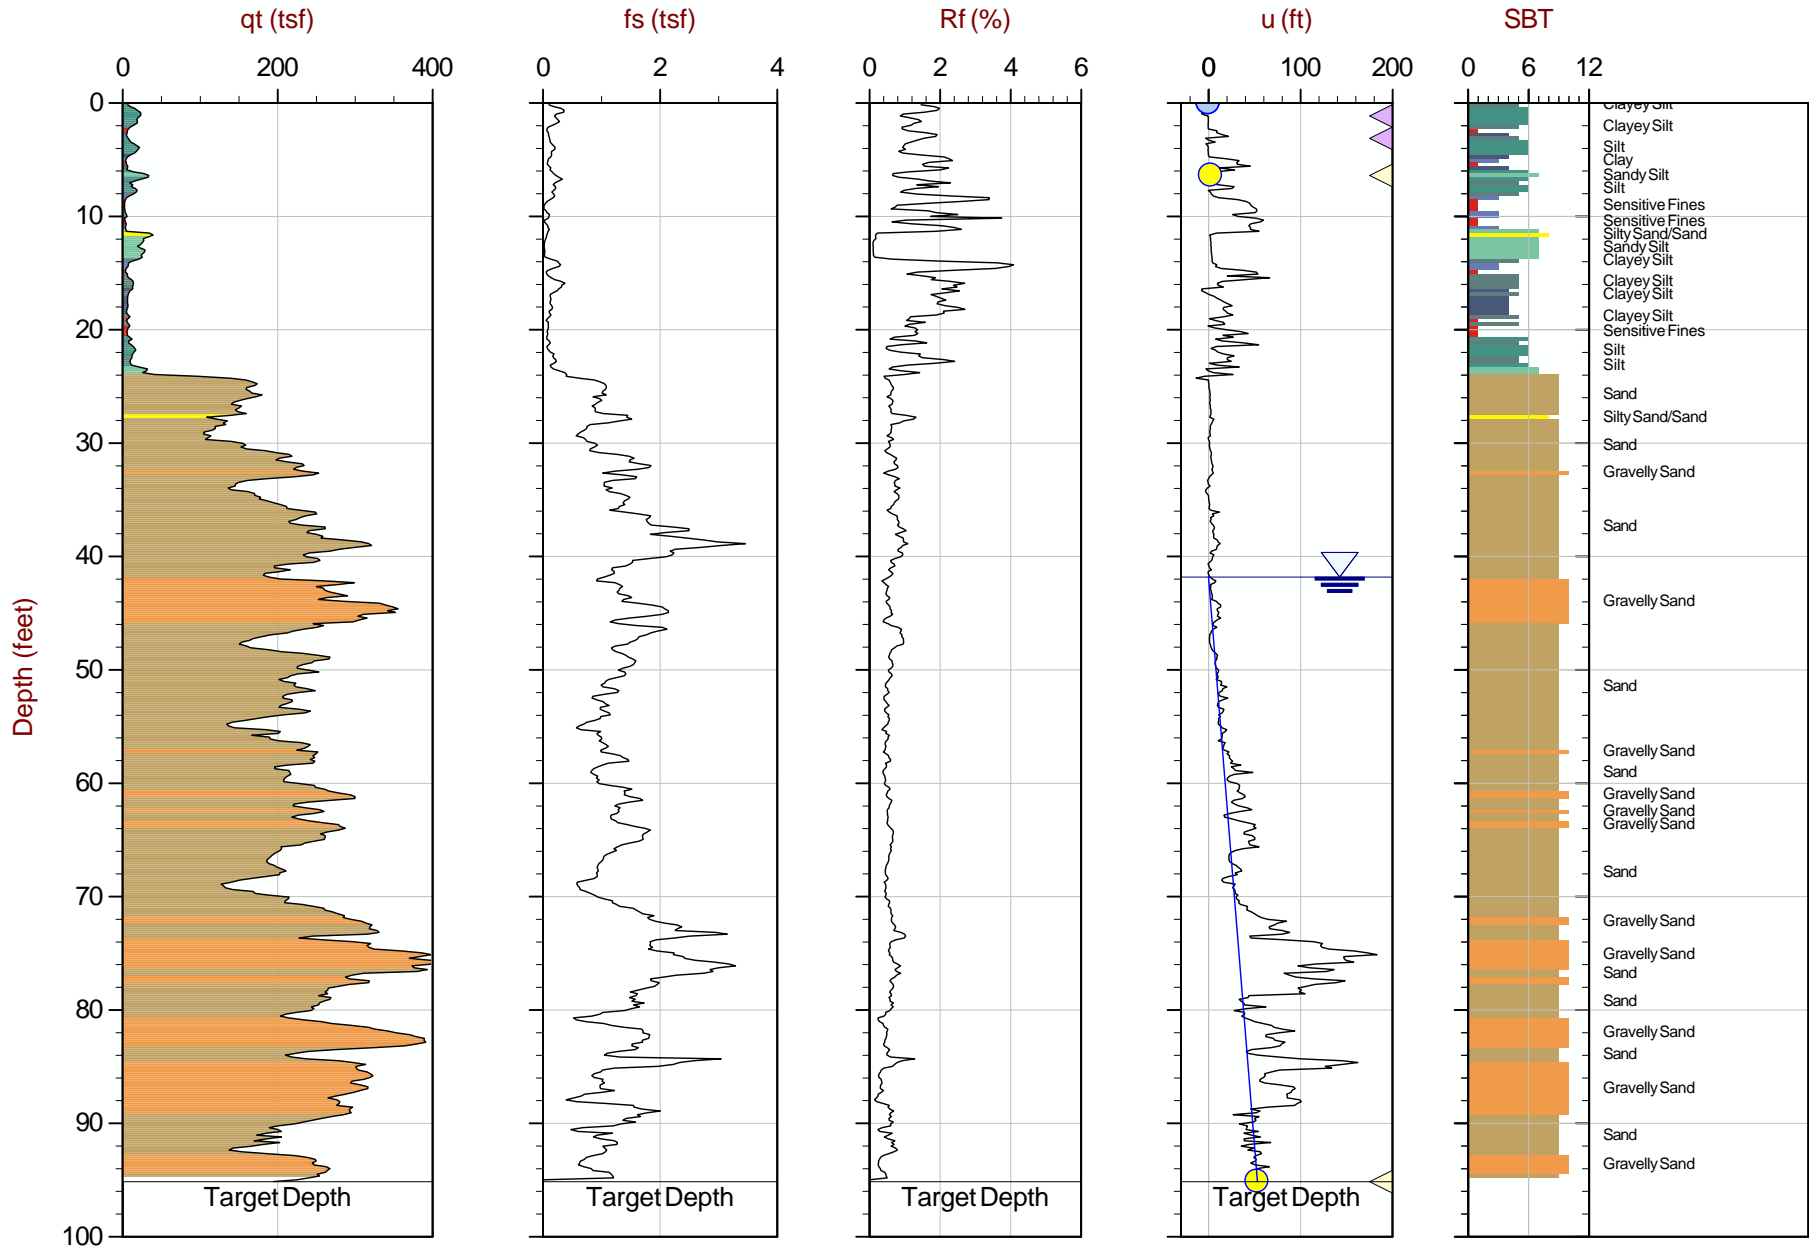 qt (tsf) fs (tsf) Rf (%) u (ft) SBT
0 200 400 0 2 4 0 2 4 6 0 100 200 0 6 12
Depth (feet)
0
10
20
30
40
50
60
70
80
90
100
Clayey Silt
Clayey Silt
Silt
Clay
Sandy Silt
Silt
Sensitive Fines
Sensitive Fines
Silty Sand/Sand
Sandy Silt
Clayey Silt
Clayey Silt
Clayey Silt
Clayey Silt
Sensitive Fines
Silt
Silt
Sand
Silty Sand/Sand
Sand
Gravelly Sand
Sand
Gravelly Sand
Sand
Gravelly Sand
Sand
Gravelly Sand
Gravelly Sand
Gravelly Sand
Sand
Gravelly Sand
Gravelly Sand
Sand
Sand
Gravelly Sand
Sand
Gravelly Sand
Sand
Gravelly Sand
Target Depth Target Depth Target Depth Target Depth